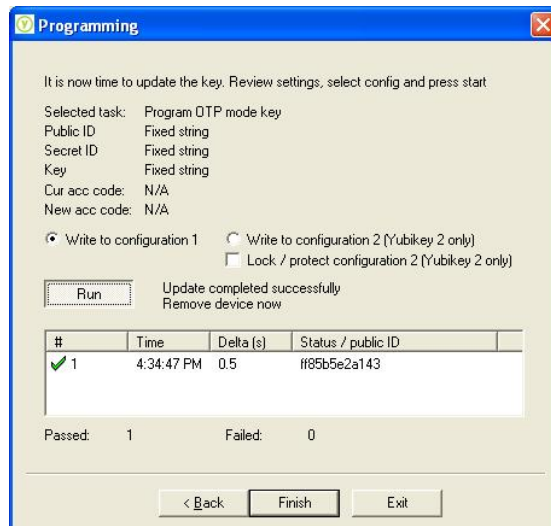 Programming
It is now time to update the key. Review settings, select config and press start
Selected task: Program OTP mode key
Public ID Fixed string
Secret ID Fixed string
Key Fixed string
Cur acc code: N/A
New acc code: N/A
Write to configuration 1 Write to configuration 2 (Yubikey 2 only)
Lock / protect configuration 2 (Yubikey 2 only)
Run Update completed successfully
Remove device now
# Time Delta (s) Status / public ID
1 4:34:47 PM 0.5 ff85b5e2a143
Passed: 1 Failed: 0
< Back Finish Exit